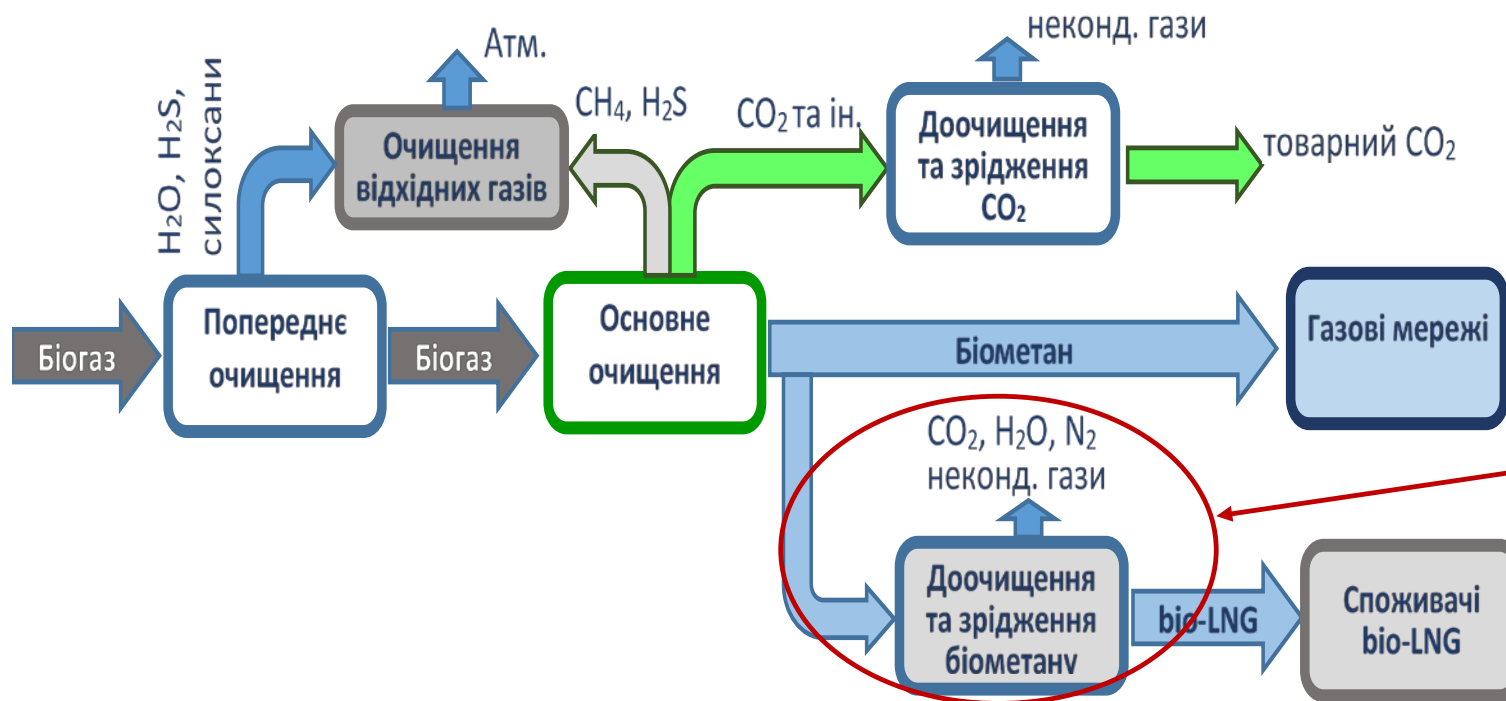 H₂O, H₂S,
силоксани
Атм.
Очищення
відхідних газів
CH₄, H₂S
CO₂ та ін.
неконд. гази
Доочищення
та зрідження
CO₂
товарний CO₂
Біогаз
Попереднє
очищення
Біогаз
Основне
очищення
Біометан
Газові мережі
CO₂, H₂O, N₂
неконд. гази
Доочищення
та зрідження
біометану
bio-LNG
Споживачі
bio-LNG